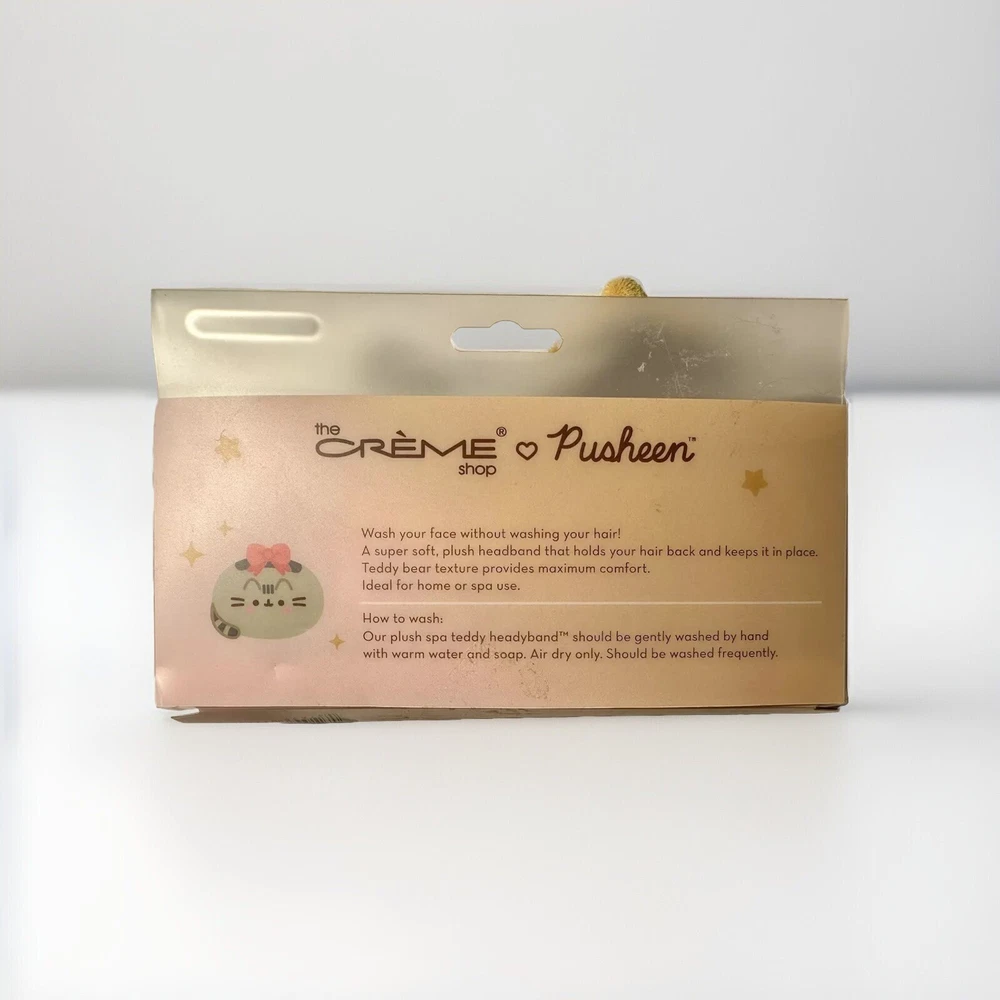 the
CRÈME®
shop
♡ Pusheen™
Wash your face without washing your hair!
A super soft, plush headband that holds your hair back and keeps it in place.
Teddy bear texture provides maximum comfort.
Ideal for home or spa use.
How to wash:
Our plush spa teddy headyband™ should be gently washed by hand
with warm water and soap. Air dry only. Should be washed frequently.